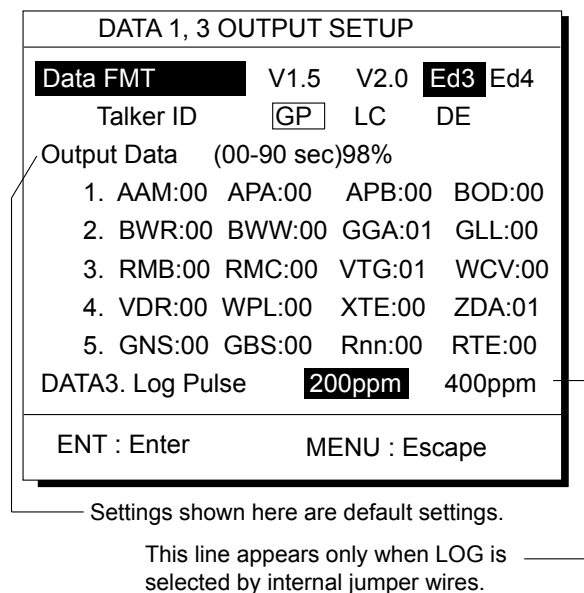 DATA 1, 3 OUTPUT SETUP
Data FMT V1.5 V2.0 Ed3 Ed4
Talker ID GP LC DE
Output Data (00-90 sec)98%
1. AAM:00 APA:00 APB:00 BOD:00
2. BWR:00 BWW:00 GGA:01 GLL:00
3. RMB:00 RMC:00 VTG:01 WCV:00
4. VDR:00 WPL:00 XTE:00 ZDA:01
5. GNS:00 GBS:00 Rnn:00 RTE:00
DATA3. Log Pulse 200ppm 400ppm
ENT : Enter MENU : Escape
Settings shown here are default settings.
This line appears only when LOG is
selected by internal jumper wires.